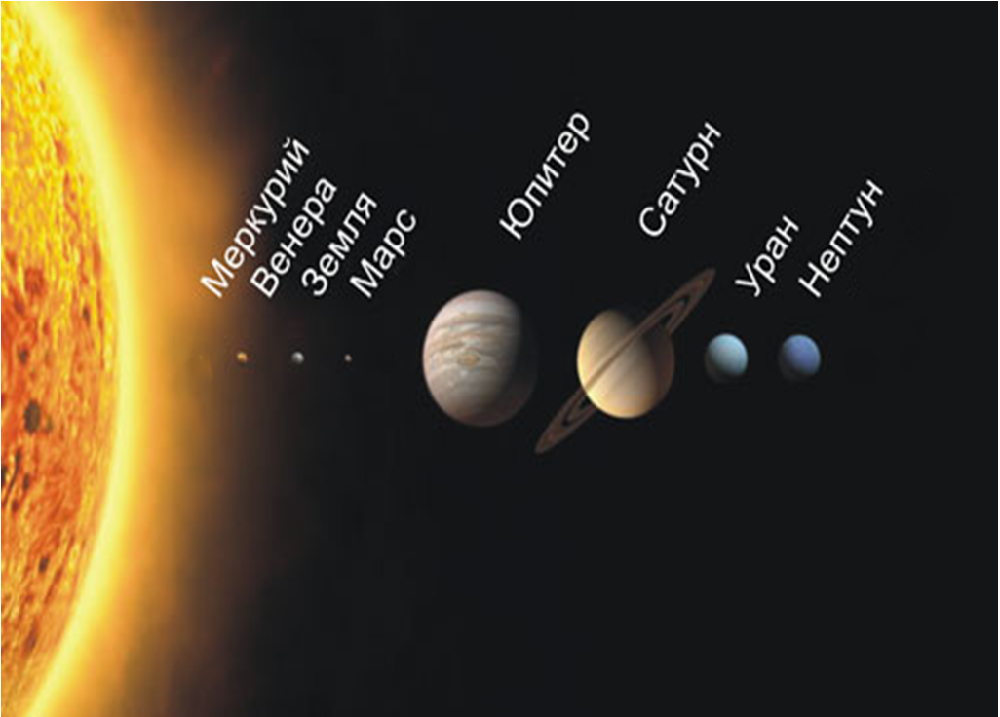 Меркурий
Венера
Земля
Марс
Юпитер
Сатурн
Уран
Нептун